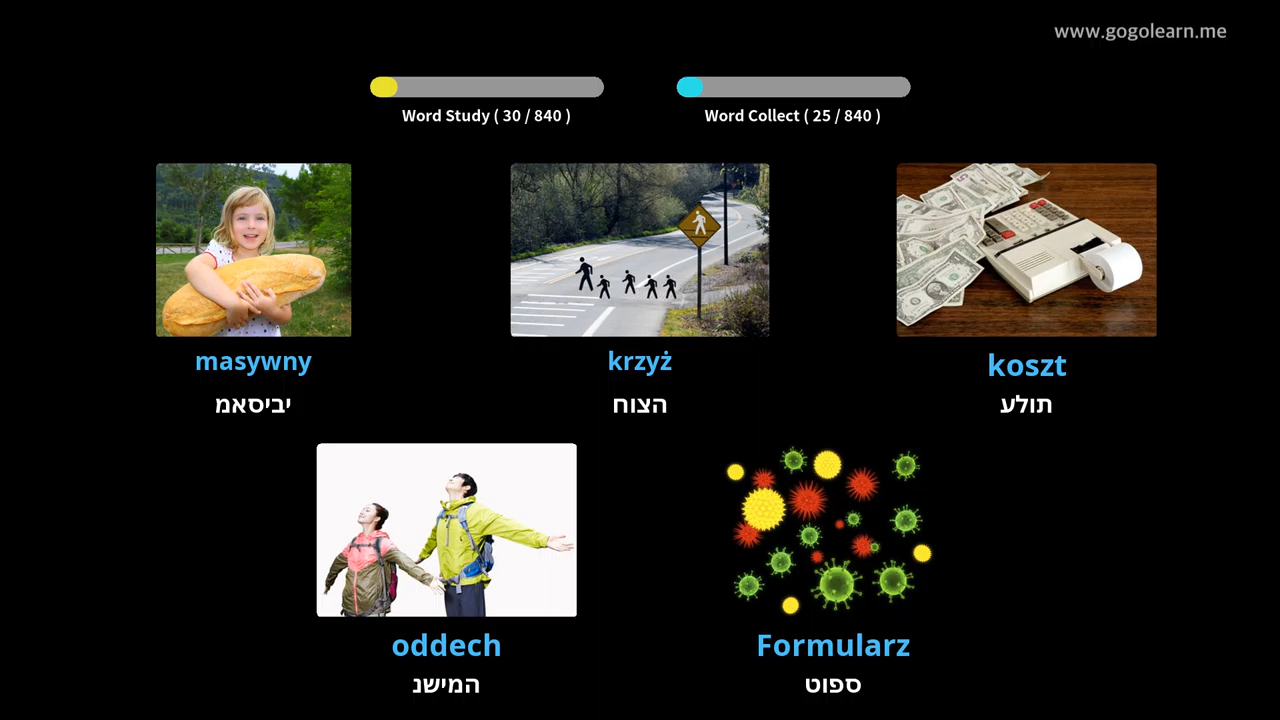 www.gogolearn.me
Word Study ( 30 / 840 )
Word Collect ( 25 / 840 )
masywny
יביסאמ
krzyż
הצוח
koszt
תולע
oddech
המישנ
Formularz
ספוט